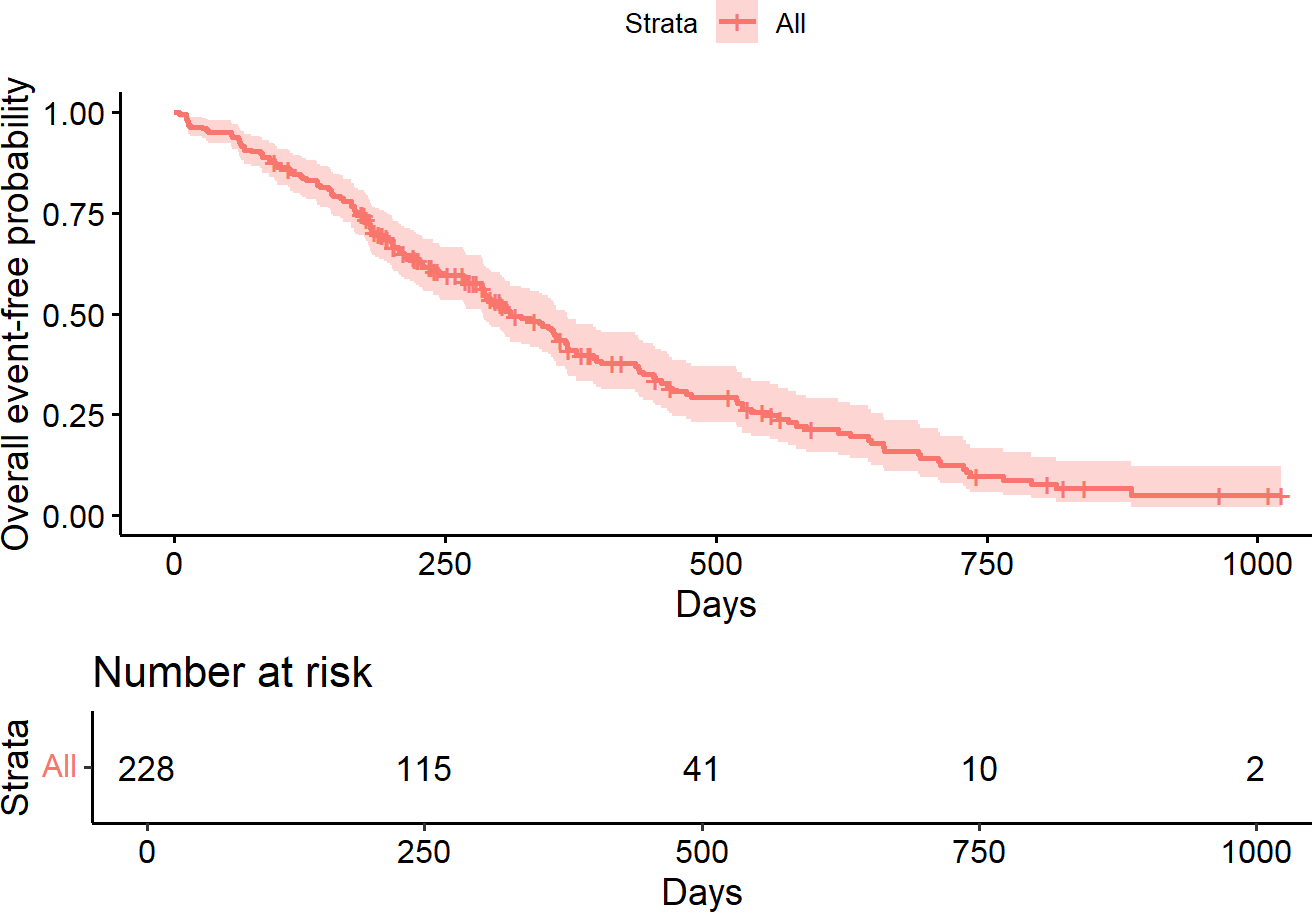 Strata All
Overall event-free probability
1.00
0.75
0.50
0.25
0.00
0 250 500 750 1000
Days
Number at risk
Strata
All 228 115 41 10 2
0 250 500 750 1000
Days